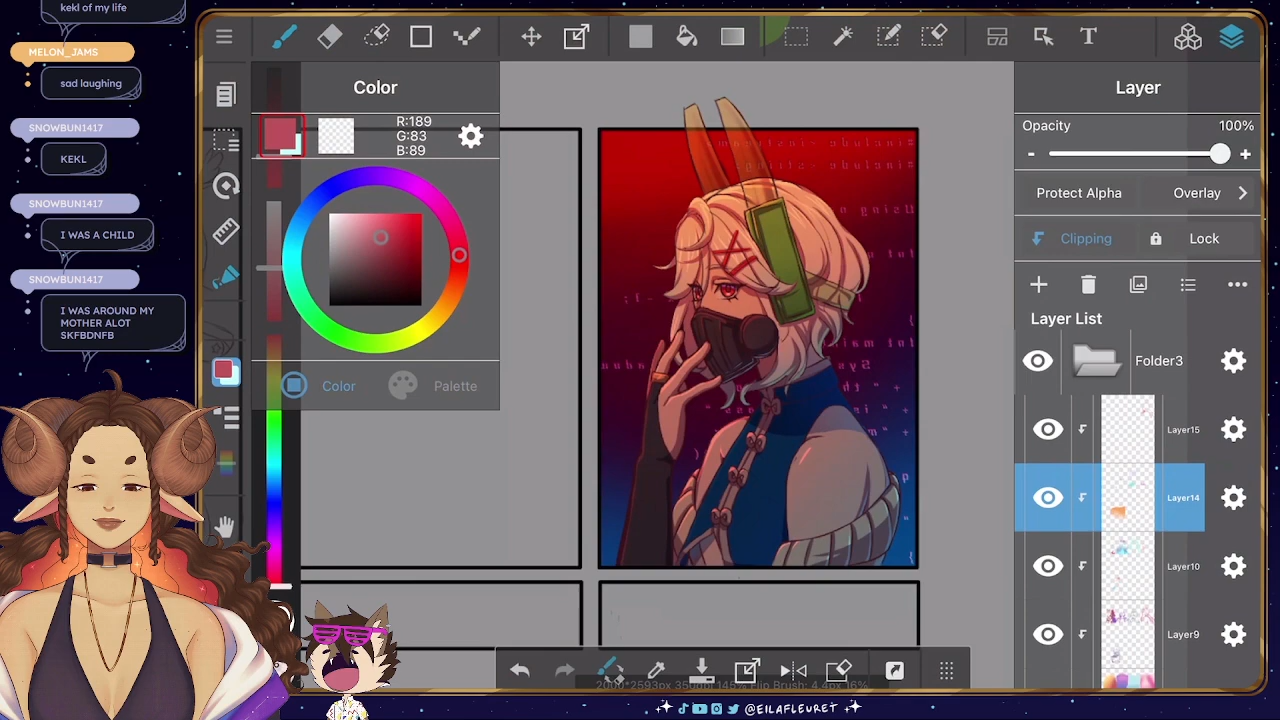 kekl of my life
MELON_JAMS
sad laughing
SNOWBUN1417
KEKL
SNOWBUN1417
I WAS A CHILD
SNOWBUN1417
I WAS AROUND MY
MOTHER ALOT
SKFBDNFB
Color
R:189
G:83
B:89
Color
Palette
Layer
Opacity
100%
-
+
Protect Alpha
Overlay
Clipping
Lock
Layer List
Folder3
Layer15
Layer14
Layer10
Layer9
T
@EILAFLEURET